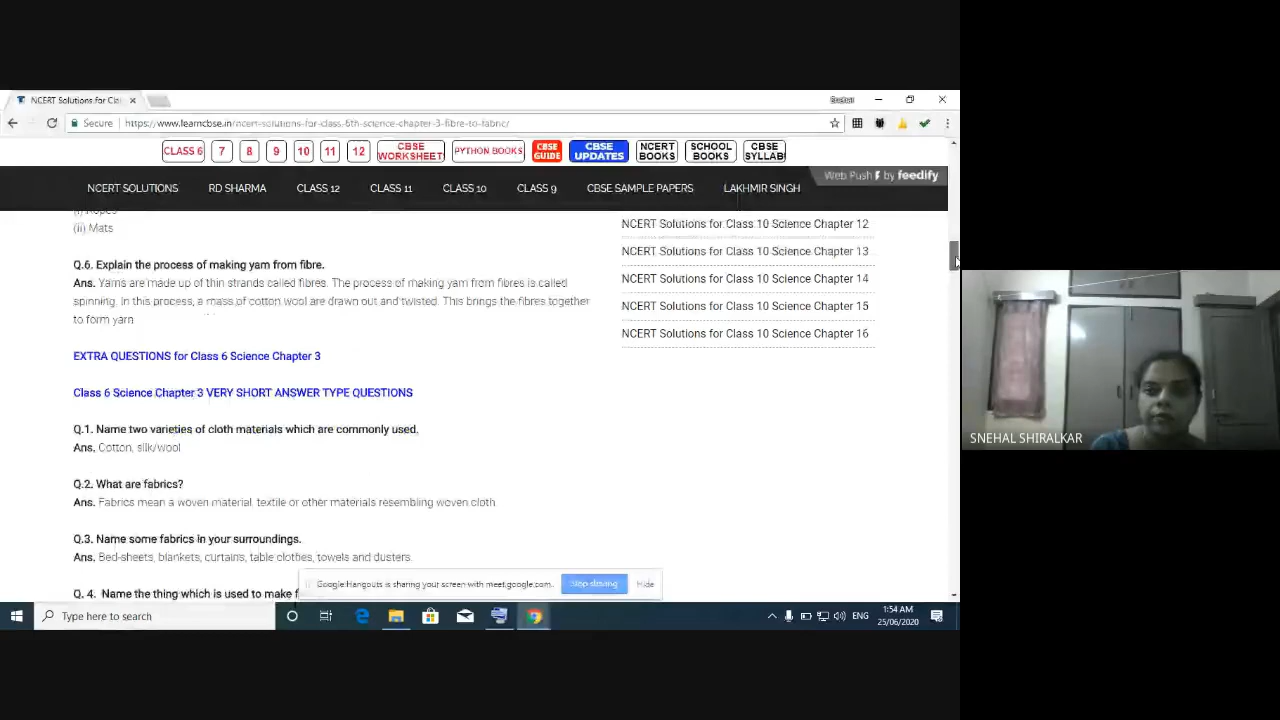 NCERT Solutions for Cla
Secure https://www.learncbse.in/ncert-solutions-for-class-6th-science-chapter-3-fibre-to-fabric/
CLASS 6 7 8 9 10 11 12 CBSE WORKSHEET PYTHON BOOKS CBSE GUIDE CBSE UPDATES NCERT BOOKS SCHOOL BOOKS CBSE SYLLAB
Web Push by feedify
NCERT SOLUTIONS RD SHARMA CLASS 12 CLASS 11 CLASS 10 CLASS 9 CBSE SAMPLE PAPERS LAKHMIR SINGH
(i) Ropes
(ii) Mats
Q.6. Explain the process of making yarn from fibre.
Ans. Yarns are made up of thin strands called fibres. The process of making yarn from fibres is called
spinning. In this process, a mass of cotton wool are drawn out and twisted. This brings the fibres together
to form yarn
EXTRA QUESTIONS for Class 6 Science Chapter 3
Class 6 Science Chapter 3 VERY SHORT ANSWER TYPE QUESTIONS
Q.1. Name two varieties of cloth materials which are commonly used.
Ans. Cotton, silk/wool
Q.2. What are fabrics?
Ans. Fabrics mean a woven material, textile or other materials resembling woven cloth.
Q.3. Name some fabrics in your surroundings.
Ans. Bed-sheets, blankets, curtains, table clothes, towels and dusters.
Q. 4. Name the thing which is used to make f
NCERT Solutions for Class 10 Science Chapter 12
NCERT Solutions for Class 10 Science Chapter 13
NCERT Solutions for Class 10 Science Chapter 14
NCERT Solutions for Class 10 Science Chapter 15
NCERT Solutions for Class 10 Science Chapter 16
Google Hangouts is sharing your screen with meet.google.com. Stop sharing Hide
Type here to search
ENG
1:54 AM
25/06/2020
SNEHAL SHIRALKAR